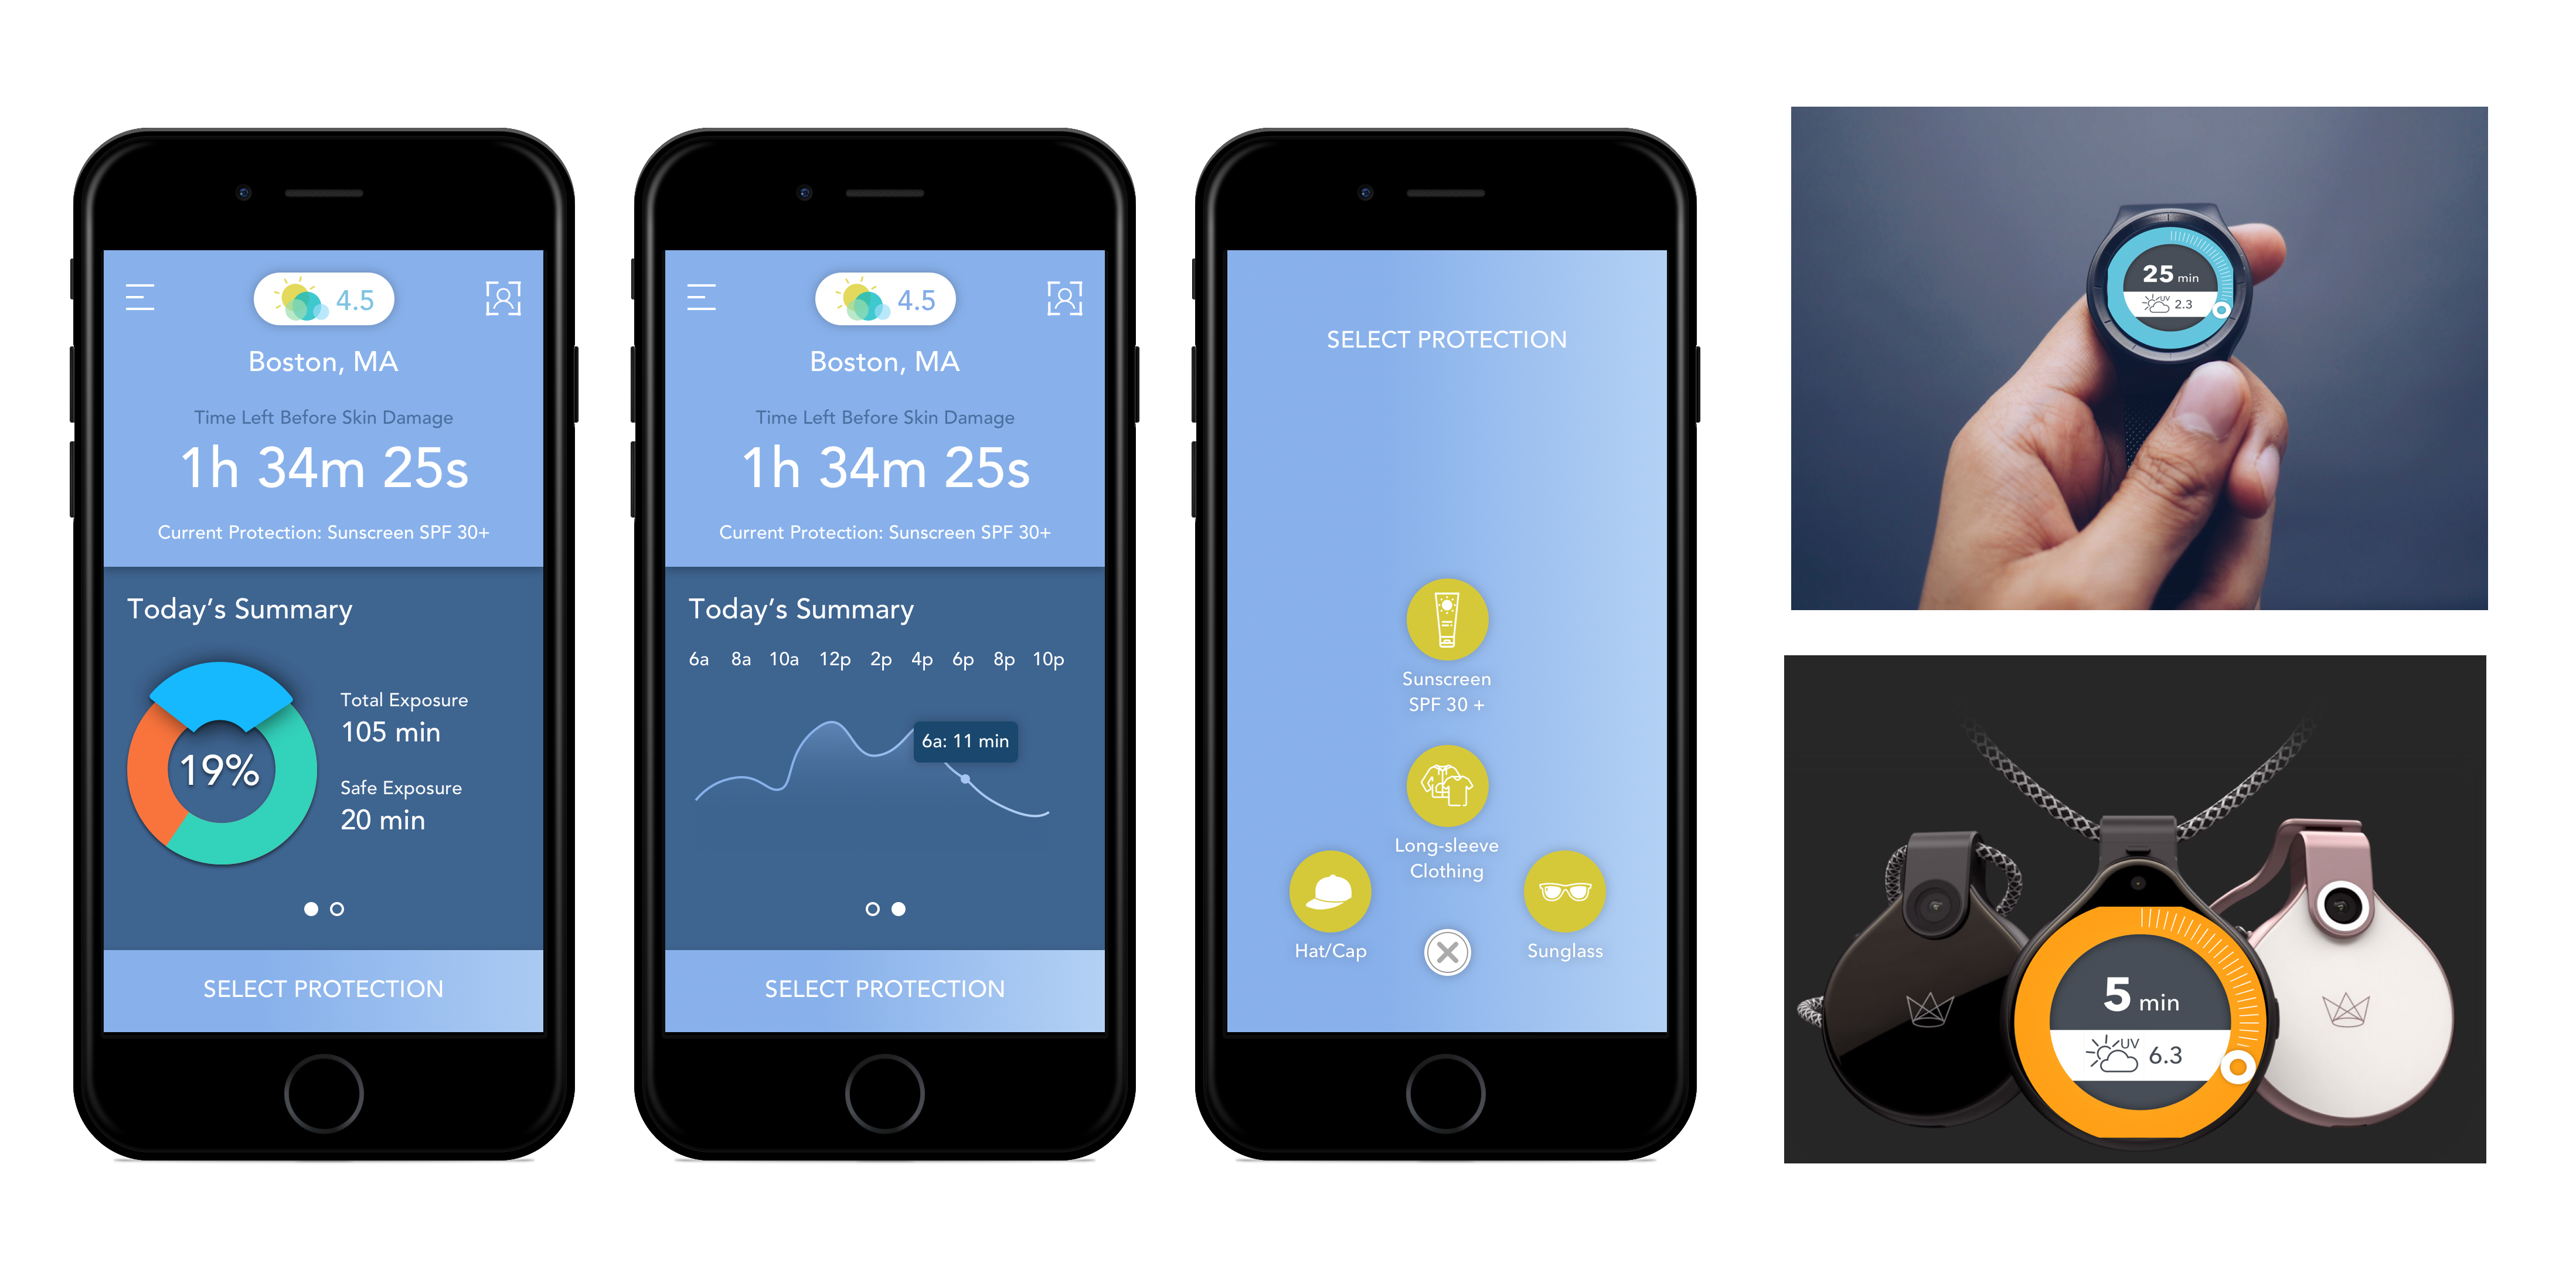 4.5
Boston, MA
Time Left Before Skin Damage
1h 34m 25s
Current Protection: Sunscreen SPF 30+
Today's Summary
19%
Total Exposure
105 min
Safe Exposure
20 min
SELECT PROTECTION
4.5
Boston, MA
Time Left Before Skin Damage
1h 34m 25s
Current Protection: Sunscreen SPF 30+
Today's Summary
6a 8a 10a 12p 2p 4p 6p 8p 10p
6a: 11 min
SELECT PROTECTION
SELECT PROTECTION
Sunscreen
SPF 30 +
Long-sleeve
Clothing
Hat/Cap
Sunglass
25 min
UV 2.3
5 min
UV 6.3